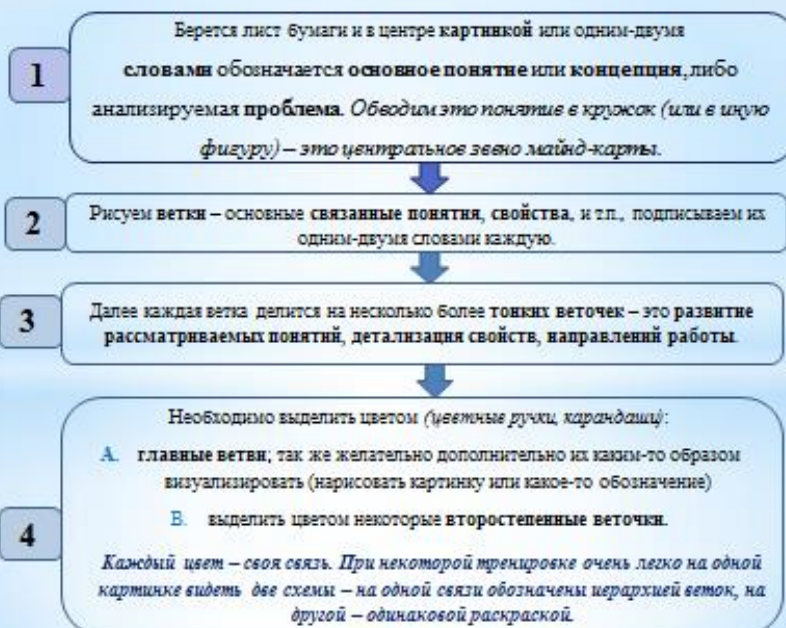 1
Берется лист бумаги и в центре картинкой или одним-двумя
словами обозначается основное понятие или концепция, либо
анализируемая проблема. Обводим это понятие в кружок (или в иную
фигуру) – это центральное звено майнд-карты.
2
Рисуем ветки – основные связанные понятия, свойства, и т.п., подписываем их
одним-двумя словами каждую.
3
Далее каждая ветка делится на несколько более тонких веточек – это развитие
рассматриваемых понятий, детализация свойств, направлений работы.
4
Необходимо выделить цветом (цветные ручки, карандаши):
A. главные ветви; так же желательно дополнительно их каким-то образом
визуализировать (нарисовать картинку или какое-то обозначение)
B. выделить цветом некоторые второстепенные веточки.
Каждый цвет – своя связь. При некоторой тренировке очень легко на одной
картинке видеть две схемы – на одной связи обозначены иерархией веток, на
другой – одинаковой раскраской.